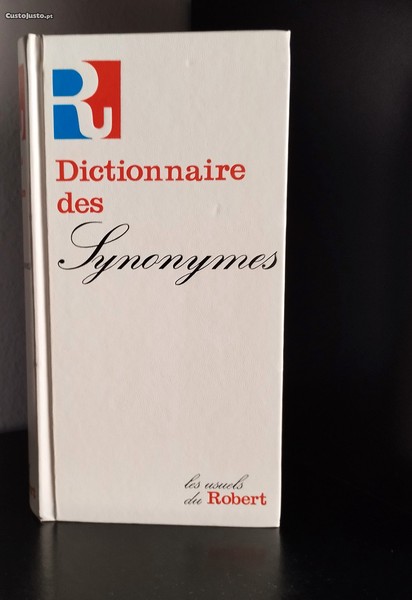 CustoJusto.pt
Ru
Dictionnaire
des
Synonymes
les usuels
du Robert